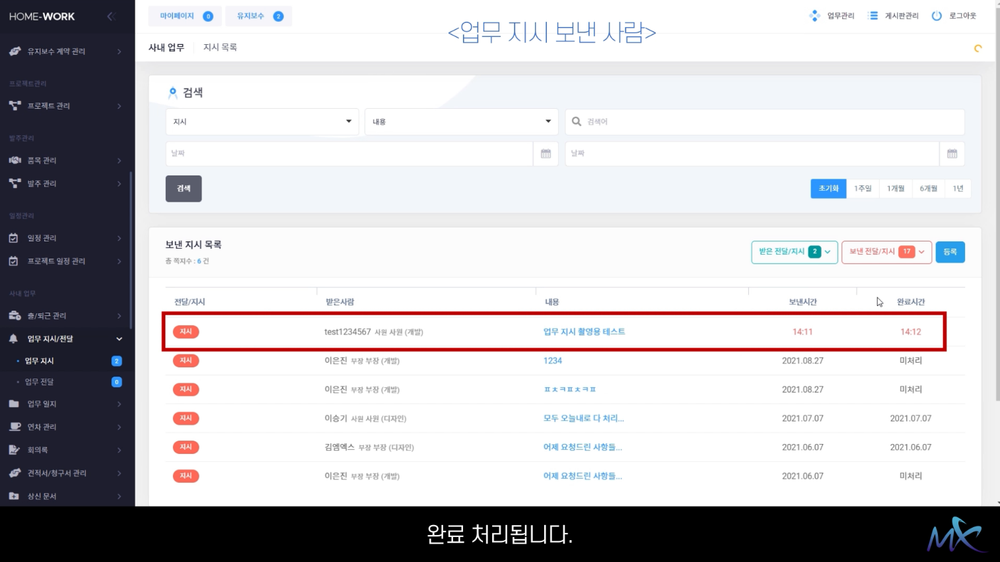 HOME-WORK
마이페이지 0
유지보수 2
업무관리
게시판관리
로그아웃
<업무 지시 보낸 사람>
사내 업무
지시 목록
유지보수 계약 관리
프로젝트관리
프로젝트 관리
발주관리
품목 관리
발주 관리
일정관리
일정 관리
프로젝트 일정 관리
사내 업무
출/퇴근 관리
업무 지시/전달
업무 지시 2
업무 전달 0
업무 일지
연차 관리
회의록
견적서/청구서 관리
상신 문서
검색
지시
내용
검색어
날짜
날짜
검색
초기화 1주일 1개월 6개월 1년
보낸 지시 목록
총 쪽지수 : 6 건
받은 전달/지시 2
보낸 전달/지시 17
등록
전달/지시 받은사람 내용 보낸시간 완료시간
지시 test1234567 사원 사원 (개발) 업무 지시 촬영용 테스트 14:11 14:12
지시 이은진 부장 부장 (개발) 1234 2021.08.27 미처리
지시 이은진 부장 부장 (개발) ㅍㅊㅋㅍㅊㅋㅍ 2021.08.27 미처리
지시 이승기 사원 사원 (디자인) 모두 오늘내로 다 처리... 2021.07.07 2021.07.07
지시 김엠엑스 부장 부장 (디자인) 어제 요청드린 사항들... 2021.06.07 2021.06.07
지시 이은진 부장 부장 (개발) 어제 요청드린 사항들... 2021.06.07 미처리
완료 처리됩니다.
MX